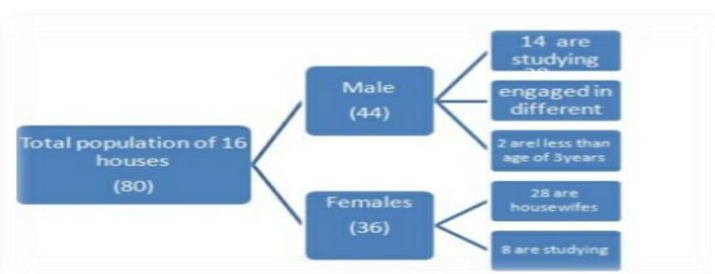 Total population of 16
houses
(80)
Male
(44)
Females
(36)
14 are
studying
engaged in
different
2 arel less than
age of 3years
28 are
housewifes
8 are studying